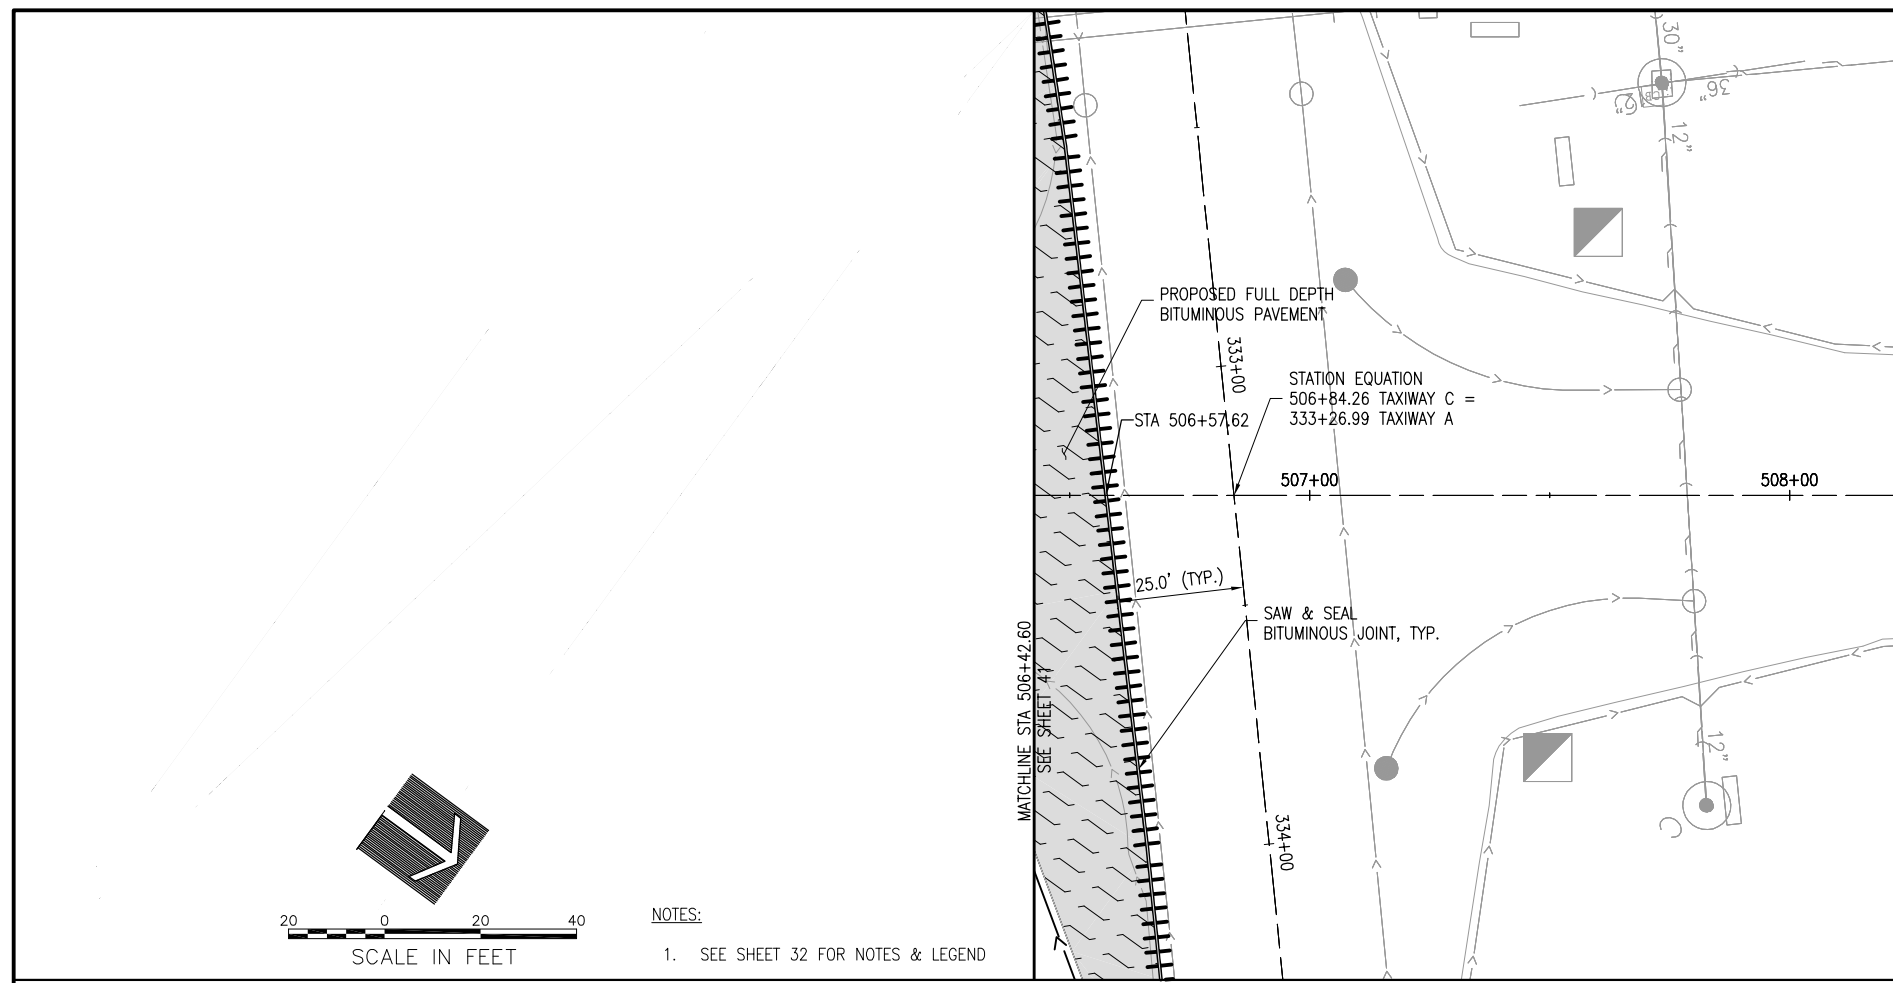 30"
36"
12"
PROPOSED FULL DEPTH
BITUMINOUS PAVEMENT
333+00
STATION EQUATION
506+84.26 TAXIWAY C =
333+26.99 TAXIWAY A
STA 506+57.62
507+00
508+00
25.0' (TYP.)
SAW & SEAL
BITUMINOUS JOINT, TYP.
MATCHLINE STA 506+42.60
SEE SHEET 41
12"
334+00
C
20 0 20 40
SCALE IN FEET
NOTES:
1. SEE SHEET 32 FOR NOTES & LEGEND